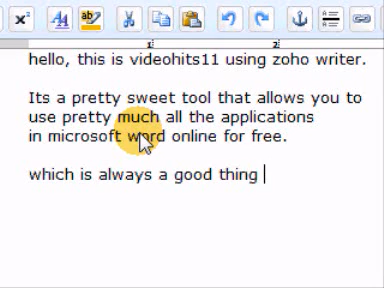 hello, this is videohits11 using zoho writer.
Its a pretty sweet tool that allows you to
use pretty much all the applications
in microsoft word online for free.
which is always a good thing